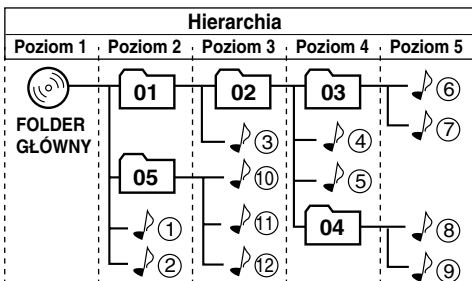 Hierarchia
Poziom 1 Poziom 2 Poziom 3 Poziom 4 Poziom 5
01 02 03 ⑥
FOLDER GŁÓWNY
③ ④ ⑦
05 ⑩ ⑤
① ⑪ 04 ⑧
② ⑫ ⑨